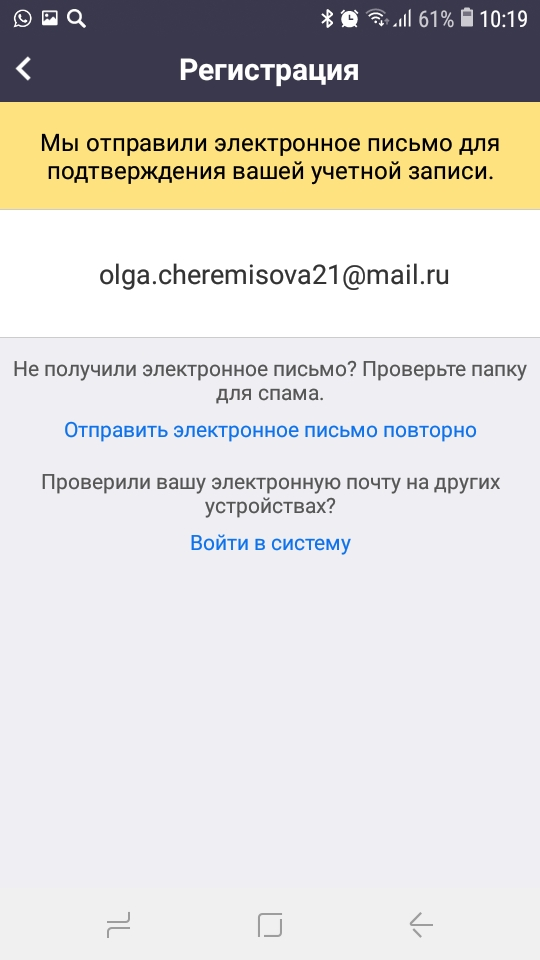 61% 10:19
Регистрация
Мы отправили электронное письмо для
подтверждения вашей учетной записи.
olga.cheremisova21@mail.ru
Не получили электронное письмо? Проверьте папку
для спама.
Отправить электронное письмо повторно
Проверили вашу электронную почту на других
устройствах?
Войти в систему